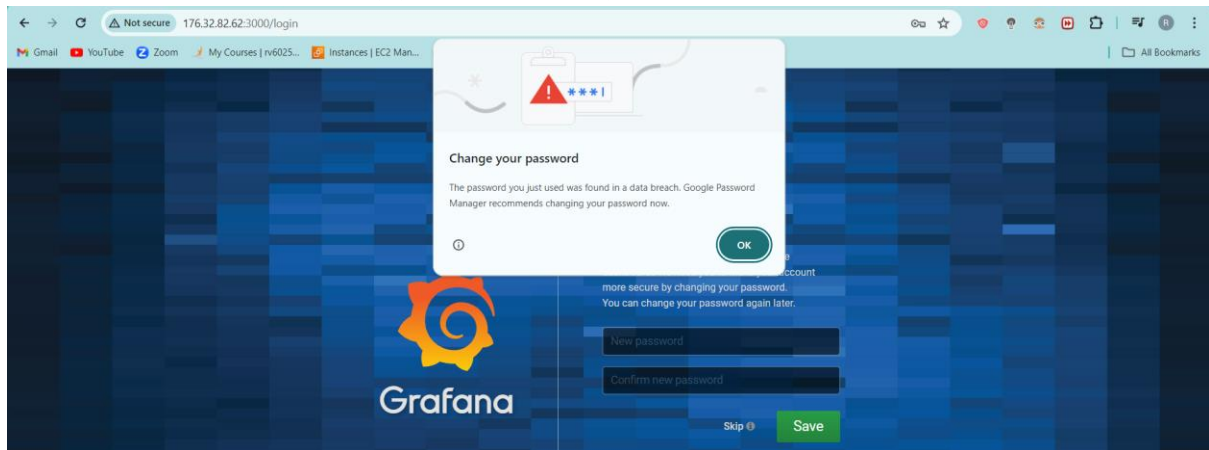 Not secure 176.32.82.62:3000/login
Gmail YouTube Zoom My Courses | rv6025... Instances | EC2 Man... All Bookmarks
***|
Change your password
The password you just used was found in a data breach. Google Password
Manager recommends changing your password now.
OK
more secure by changing your password.
You can change your password again later.
New password
Confirm new password
Grafana
Skip Save